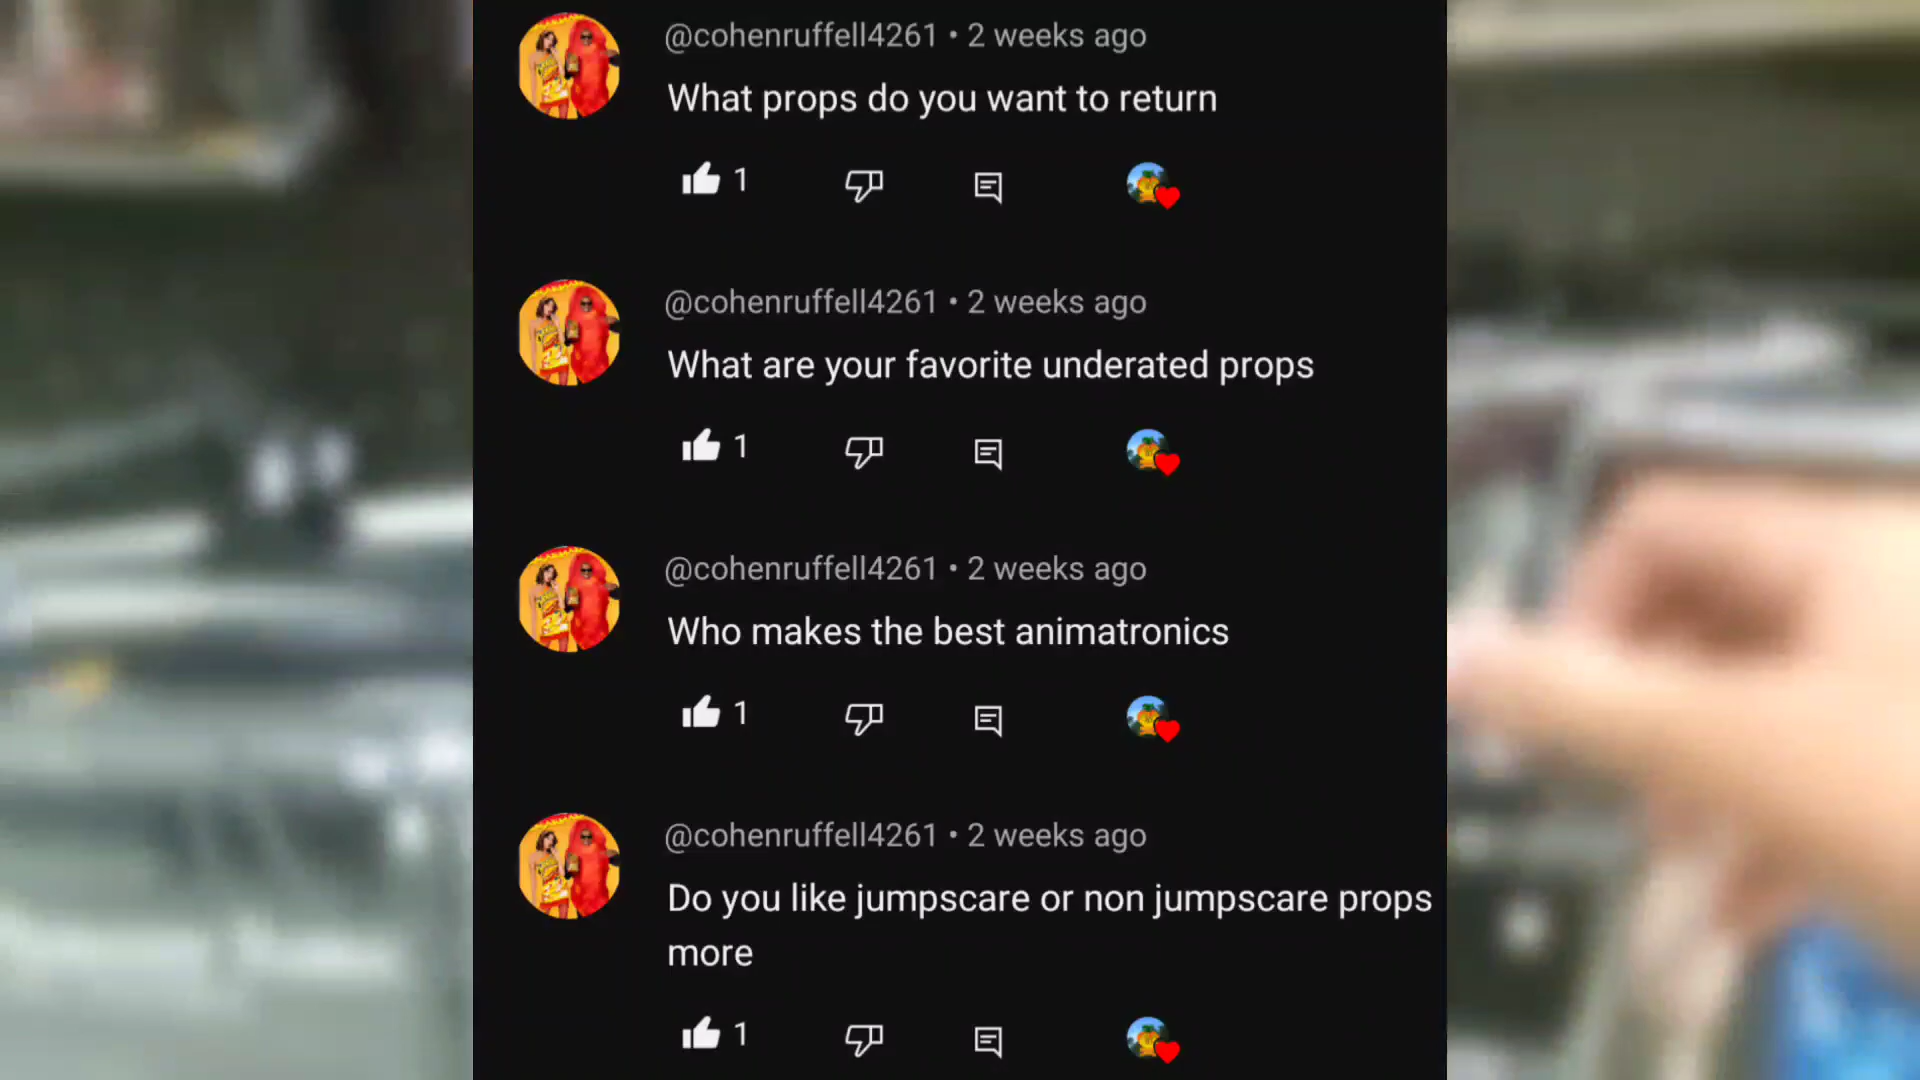 @cohenruffell4261 • 2 weeks ago
What props do you want to return
1
@cohenruffell4261 • 2 weeks ago
What are your favorite underated props
1
@cohenruffell4261 • 2 weeks ago
Who makes the best animatronics
1
@cohenruffell4261 • 2 weeks ago
Do you like jumpscare or non jumpscare props
more
1